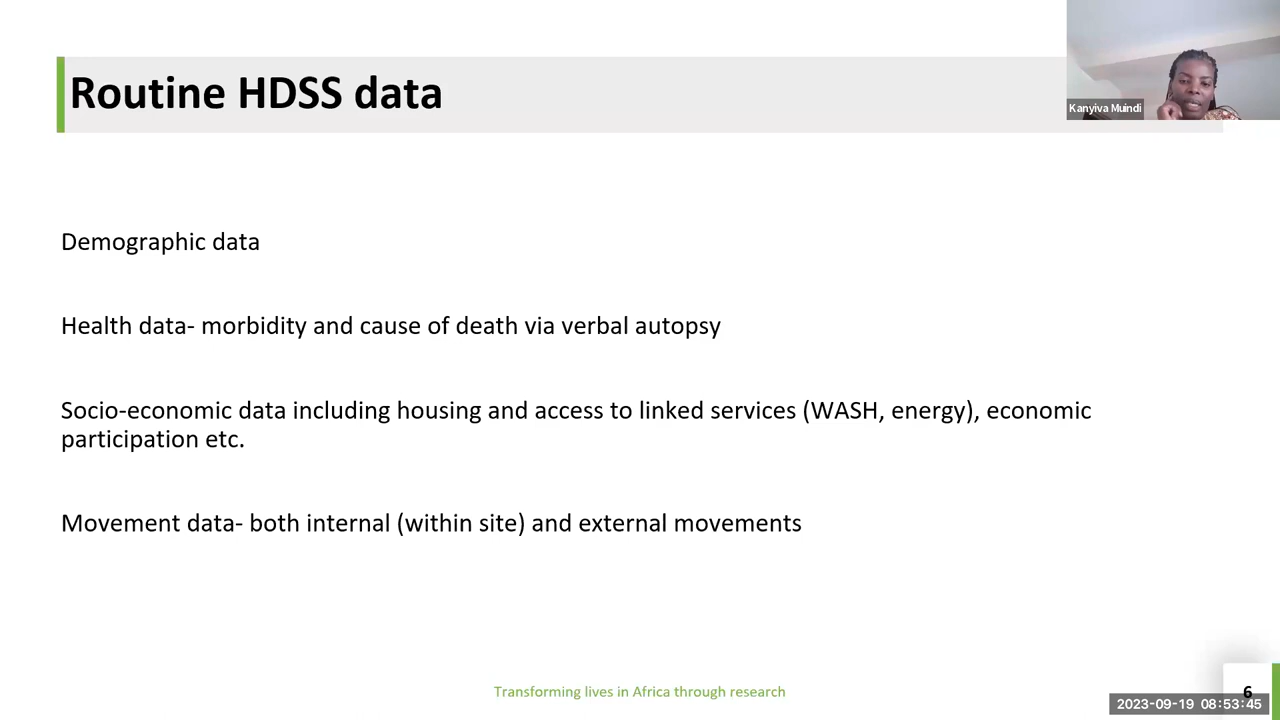 Routine HDSS data
Kanyiva Muindi
Demographic data
Health data- morbidity and cause of death via verbal autopsy
Socio-economic data including housing and access to linked services (WASH, energy), economic
participation etc.
Movement data- both internal (within site) and external movements
Transforming lives in Africa through research
6
2023-09-19 08:53:45